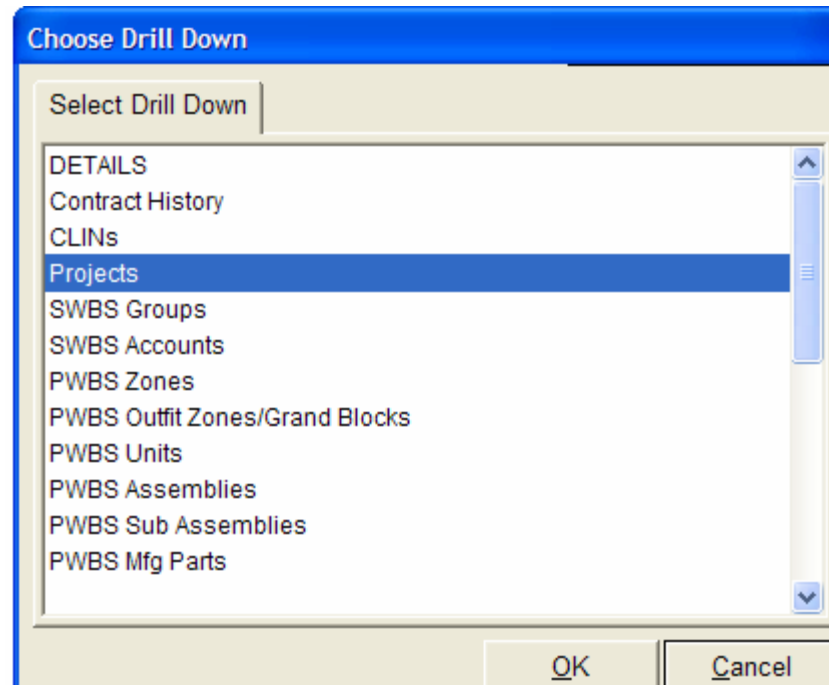 Choose Drill Down
Select Drill Down
DETAILS
Contract History
CLINs
Projects
SWBS Groups
SWBS Accounts
PWBS Zones
PWBS Outfit Zones/Grand Blocks
PWBS Units
PWBS Assemblies
PWBS Sub Assemblies
PWBS Mfg Parts
OK Cancel